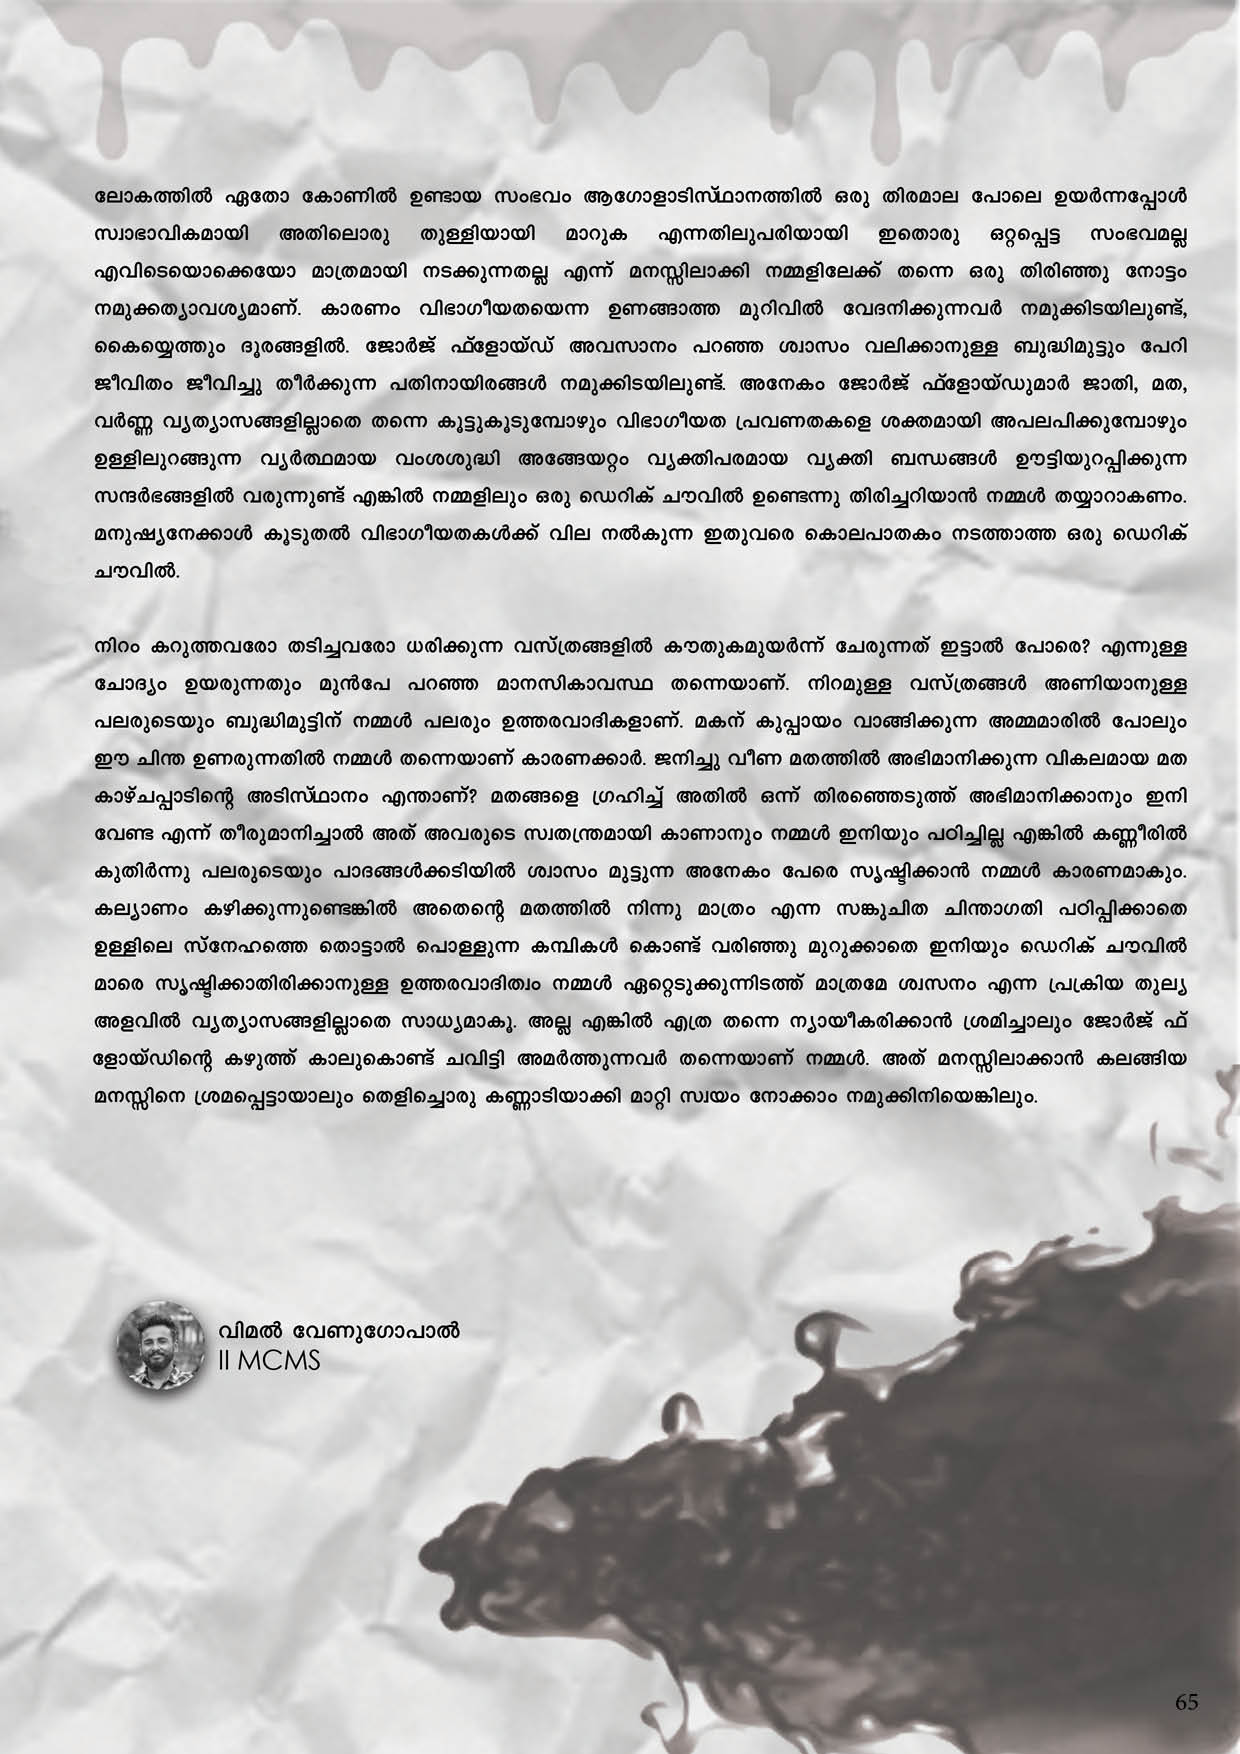 ലോകത്തിൽ ഏതോ കോണിൽ ഉണ്ടായ സംഭവം ആഗോളാടിസ്ഥാനത്തിൽ ഒരു തിരമാല പോലെ ഉയർന്നപ്പോൾ
സ്വാഭാവികമായി അതിലൊരു തുള്ളിയായി മാറുക എന്നതിലുപരിയായി ഇതൊരു ഒറ്റപ്പെട്ട സംഭവമല്ല
എവിടെയൊക്കെയോ മാത്രമായി നടക്കുന്നതല്ല എന്ന് മനസ്സിലാക്കി നമ്മളിലേക്ക് തന്നെ ഒരു തിരിഞ്ഞു നോട്ടം
നമുക്കത്യാവശ്യമാണ്. കാരണം വിഭാഗീയതയെന്ന ഉണങ്ങാത്ത മുറിവിൽ വേദനിക്കുന്നവർ നമുക്കിടയിലുണ്ട്,
കൈയ്യെത്തും ദൂരങ്ങളിൽ. ജോർജ് ഫ്ളോയ്ഡ് അവസാനം പറഞ്ഞ ശ്വാസം വലിക്കാനുള്ള ബുദ്ധിമുട്ടും പേറി
ജീവിതം ജീവിച്ചു തീർക്കുന്ന പതിനായിരങ്ങൾ നമുക്കിടയിലുണ്ട്. അനേകം ജോർജ് ഫ്ളോയ്ഡുമാർ ജാതി, മത,
വർണ്ണ വ്യത്യാസങ്ങളില്ലാതെ തന്നെ കൂട്ടുകൂടുമ്പോഴും വിഭാഗീയത പ്രവണതകളെ ശക്തമായി അപലപിക്കുമ്പോഴും
ഉള്ളിലുറങ്ങുന്ന വ്യർത്ഥമായ വംശശുദ്ധി അങ്ങേയറ്റം വ്യക്തിപരമായ വ്യക്തി ബന്ധങ്ങൾ ഊട്ടിയുറപ്പിക്കുന്ന
സന്ദർഭങ്ങളിൽ വരുന്നുണ്ട് എങ്കിൽ നമ്മളിലും ഒരു ഡെറിക് ചൗവിൽ ഉണ്ടെന്നു തിരിച്ചറിയാൻ നമ്മൾ തയ്യാറാകണം.
മനുഷ്യനേക്കാൾ കൂടുതൽ വിഭാഗീയതകൾക്ക് വില നൽകുന്ന ഇതുവരെ കൊലപാതകം നടത്താത്ത ഒരു ഡെറിക്
ചൗവിൽ.
നിറം കറുത്തവരോ തടിച്ചവരോ ധരിക്കുന്ന വസ്ത്രങ്ങളിൽ കൗതുകമുയർന്ന് ചേരുന്നത് ഇട്ടാൽ പോരെ? എന്നുള്ള
ചോദ്യം ഉയരുന്നതും മുൻപേ പറഞ്ഞ മാനസികാവസ്ഥ തന്നെയാണ്. നിറമുള്ള വസ്ത്രങ്ങൾ അണിയാനുള്ള
പലരുടെയും ബുദ്ധിമുട്ടിന് നമ്മൾ പലരും ഉത്തരവാദികളാണ്. മകന് കുപ്പായം വാങ്ങിക്കുന്ന അമ്മമാരിൽ പോലും
ഈ ചിന്ത ഉണരുന്നതിൽ നമ്മൾ തന്നെയാണ് കാരണക്കാർ. ജനിച്ചു വീണ മതത്തിൽ അഭിമാനിക്കുന്ന വികലമായ മത
കാഴ്ചപ്പാടിന്റെ അടിസ്ഥാനം എന്താണ്? മതങ്ങളെ ഗ്രഹിച്ച് അതിൽ ഒന്ന് തിരഞ്ഞെടുത്ത് അഭിമാനിക്കാനും ഇനി
വേണ്ട എന്ന് തീരുമാനിച്ചാൽ അത് അവരുടെ സ്വതന്ത്രമായി കാണാനും നമ്മൾ ഇനിയും പഠിച്ചില്ല എങ്കിൽ കണ്ണീരിൽ
കുതിർന്നു പലരുടെയും പാദങ്ങൾക്കടിയിൽ ശ്വാസം മുട്ടുന്ന അനേകം പേരെ സൃഷ്ടിക്കാൻ നമ്മൾ കാരണമാകും.
കല്യാണം കഴിക്കുന്നുണ്ടെങ്കിൽ അതെന്റെ മതത്തിൽ നിന്നു മാത്രം എന്ന സങ്കുചിത ചിന്താഗതി പഠിപ്പിക്കാതെ
ഉള്ളിലെ സ്നേഹത്തെ തൊട്ടാൽ പൊള്ളുന്ന കമ്പികൾ കൊണ്ട് വരിഞ്ഞു മുറുക്കാതെ ഇനിയും ഡെറിക് ചൗവിൽ
മാരെ സൃഷ്ടിക്കാതിരിക്കാനുള്ള ഉത്തരവാദിത്വം നമ്മൾ ഏറ്റെടുക്കുന്നിടത്ത് മാത്രമേ ശ്വസനം എന്ന പ്രക്രിയ തുല്യ
അളവിൽ വ്യത്യാസങ്ങളില്ലാതെ സാധ്യമാകൂ. അല്ല എങ്കിൽ എത്ര തന്നെ ന്യായീകരിക്കാൻ ശ്രമിച്ചാലും ജോർജ് ഫ്
ളോയ്ഡിന്റെ കഴുത്ത് കാലുകൊണ്ട് ചവിട്ടി അമർത്തുന്നവർ തന്നെയാണ് നമ്മൾ. അത് മനസ്സിലാക്കാൻ കലങ്ങിയ
മനസ്സിനെ ശ്രമപ്പെട്ടായാലും തെളിച്ചൊരു കണ്ണാടിയാക്കി മാറ്റി സ്വയം നോക്കാം നമുക്കിനിയെങ്കിലും.
വിമൽ വേണുഗോപാൽ
II MCMS
65